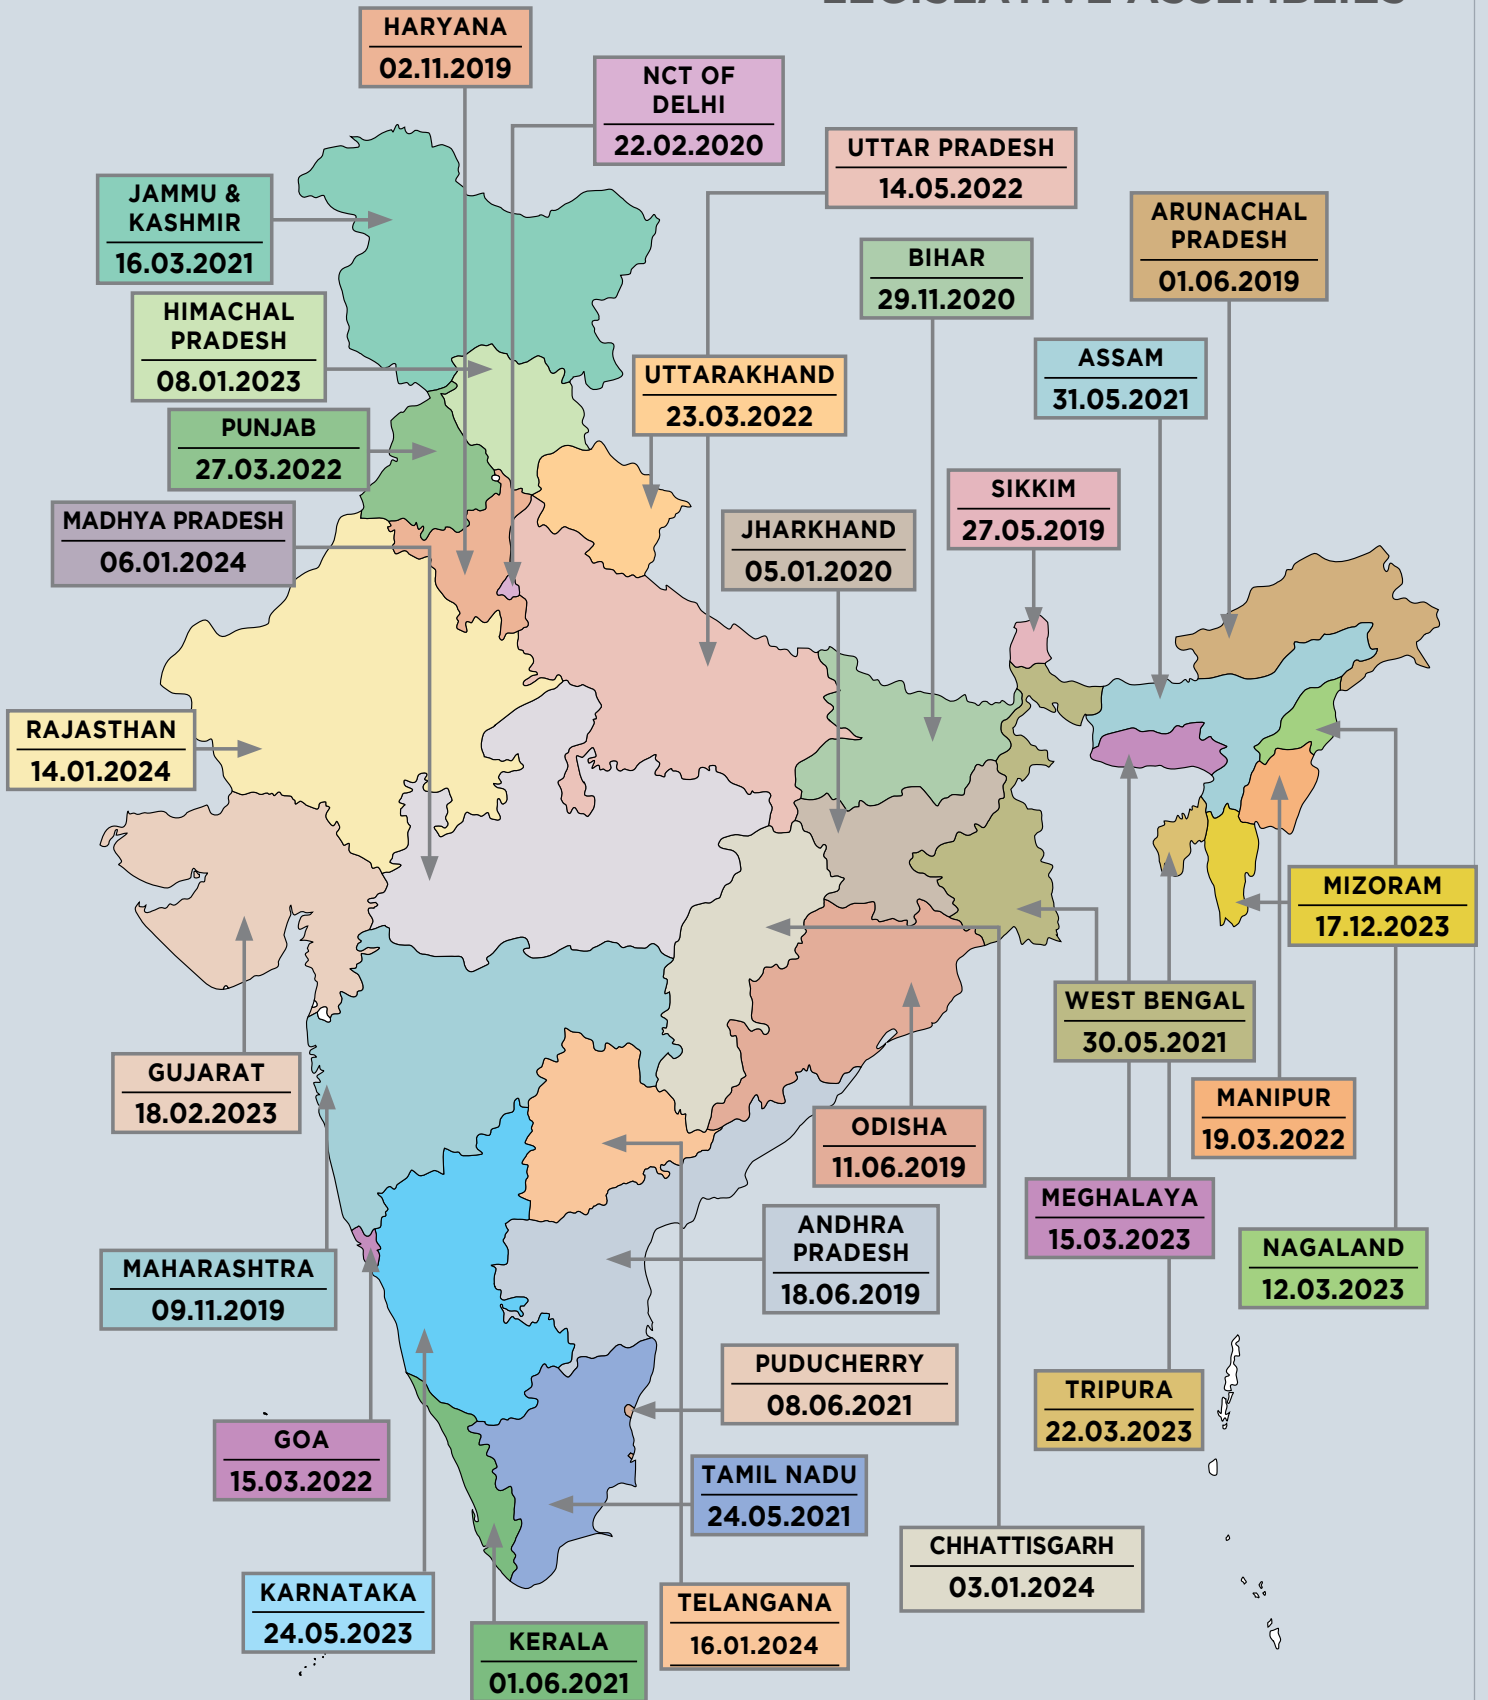 LEGISLATIVE ASSEMBLIES
HARYANA
02.11.2019
NCT OF
DELHI
22.02.2020
UTTAR PRADESH
14.05.2022
JAMMU &
KASHMIR
16.03.2021
ARUNACHAL
PRADESH
01.06.2019
BIHAR
29.11.2020
HIMACHAL
PRADESH
08.01.2023
ASSAM
31.05.2021
UTTARAKHAND
23.03.2022
PUNJAB
27.03.2022
SIKKIM
27.05.2019
MADHYA PRADESH
06.01.2024
JHARKHAND
05.01.2020
RAJASTHAN
14.01.2024
MIZORAM
17.12.2023
WEST BENGAL
30.05.2021
GUJARAT
18.02.2023
MANIPUR
19.03.2022
ODISHA
11.06.2019
MEGHALAYA
15.03.2023
ANDHRA
PRADESH
18.06.2019
NAGALAND
12.03.2023
MAHARASHTRA
09.11.2019
PUDUCHERRY
08.06.2021
TRIPURA
22.03.2023
GOA
15.03.2022
TAMIL NADU
24.05.2021
CHHATTISGARH
03.01.2024
KARNATAKA
24.05.2023
TELANGANA
16.01.2024
KERALA
01.06.2021